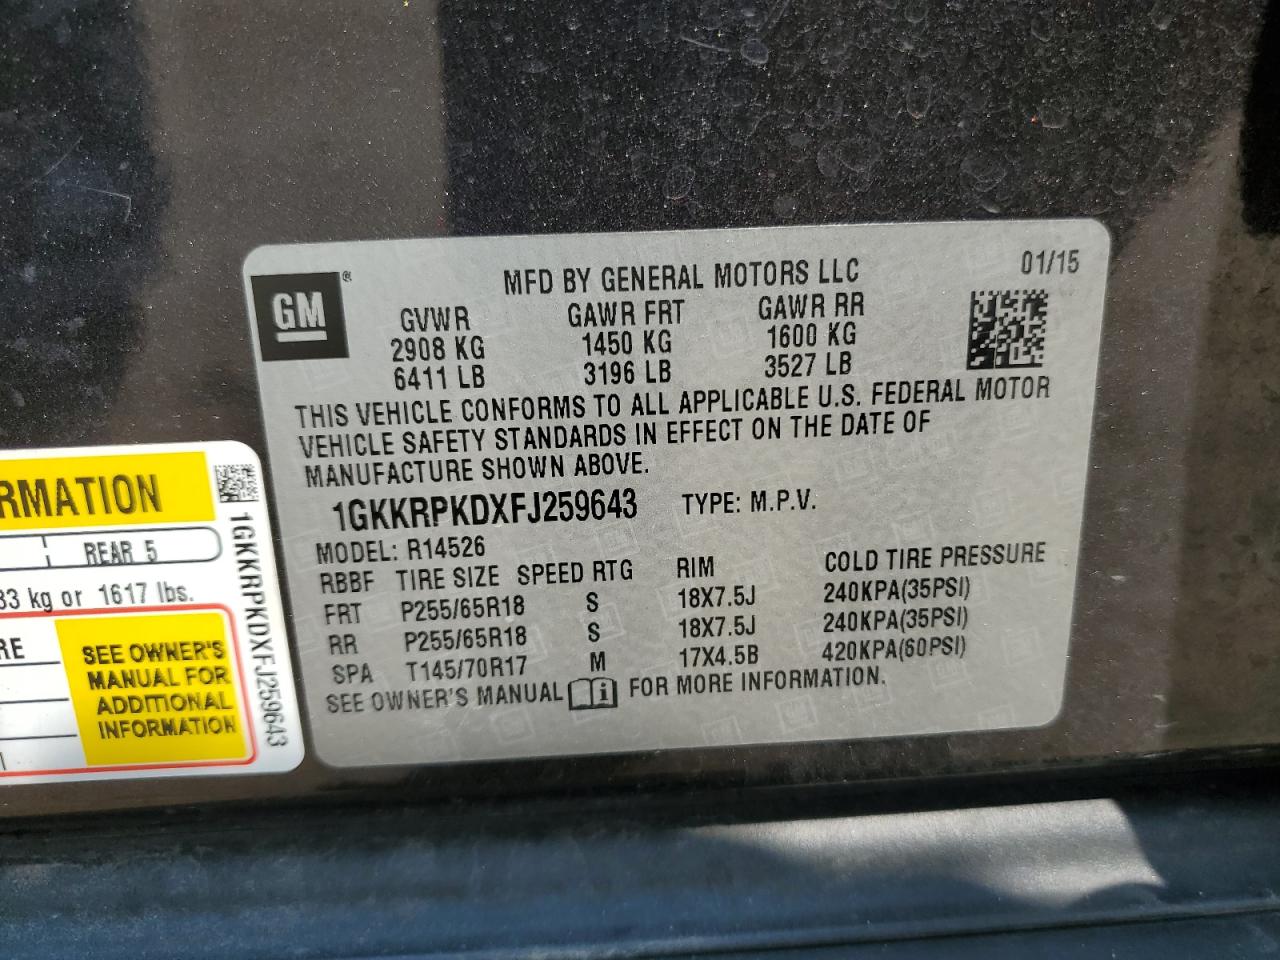 GM
®
MFD BY GENERAL MOTORS LLC
01/15
GVWR GAWR FRT GAWR RR
2908 KG 1450 KG 1600 KG
6411 LB 3196 LB 3527 LB
THIS VEHICLE CONFORMS TO ALL APPLICABLE U.S. FEDERAL MOTOR
VEHICLE SAFETY STANDARDS IN EFFECT ON THE DATE OF
MANUFACTURE SHOWN ABOVE.
1GKKRPKDXFJ259643 TYPE: M.P.V.
MODEL: R14526
RBBF TIRE SIZE SPEED RTG RIM COLD TIRE PRESSURE
FRT P255/65R18 S 18X7.5J 240KPA(35PSI)
RR P255/65R18 S 18X7.5J 240KPA(35PSI)
SPA T145/70R17 M 17X4.5B 420KPA(60PSI)
SEE OWNER'S MANUAL i FOR MORE INFORMATION.
RMATION
REAR 5
33 kg or 1617 lbs.
RE
SEE OWNER'S
MANUAL FOR
ADDITIONAL
INFORMATION
1GKKRPKDXFJ259643